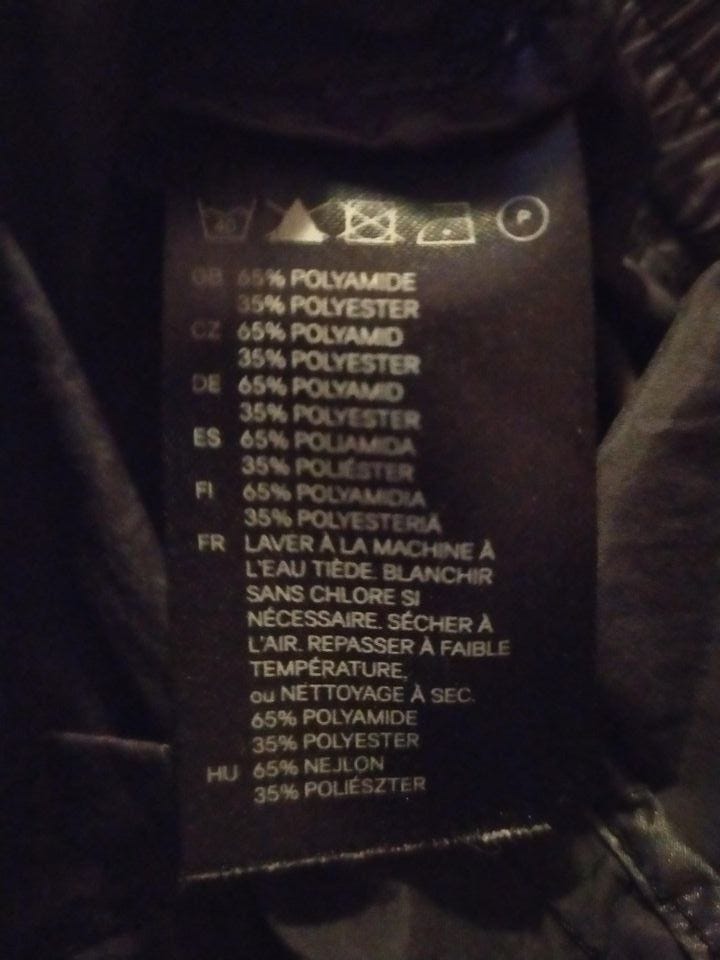 40
P
GB 65% POLYAMIDE
35% POLYESTER
CZ 65% POLYAMID
35% POLYESTER
DE 65% POLYAMID
35% POLYESTER
ES 65% POLIAMIDA
35% POLIÉSTER
FI 65% POLYAMIDIA
35% POLYESTERIA
FR LAVER À LA MACHINE À
L'EAU TIÈDE. BLANCHIR
SANS CHLORE SI
NÉCESSAIRE. SÉCHER À
L'AIR. REPASSER À FAIBLE
TEMPÉRATURE,
ou NETTOYAGE À SEC.
65% POLYAMIDE
35% POLYESTER
HU 65% NEJLON
35% POLIÉSZTER